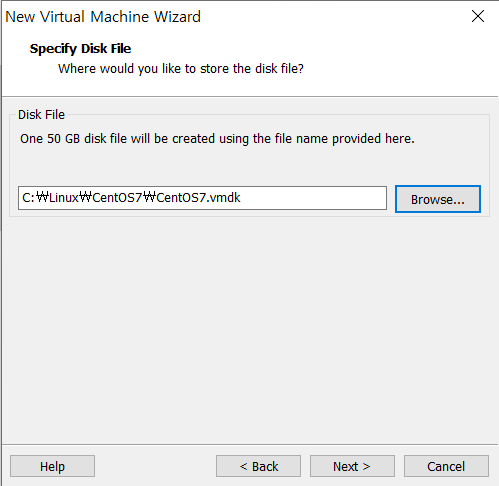 New Virtual Machine Wizard
Specify Disk File
Where would you like to store the disk file?
Disk File
One 50 GB disk file will be created using the file name provided here.
C:₩Linux₩CentOS7₩CentOS7.vmdk
Browse...
Help
< Back
Next >
Cancel